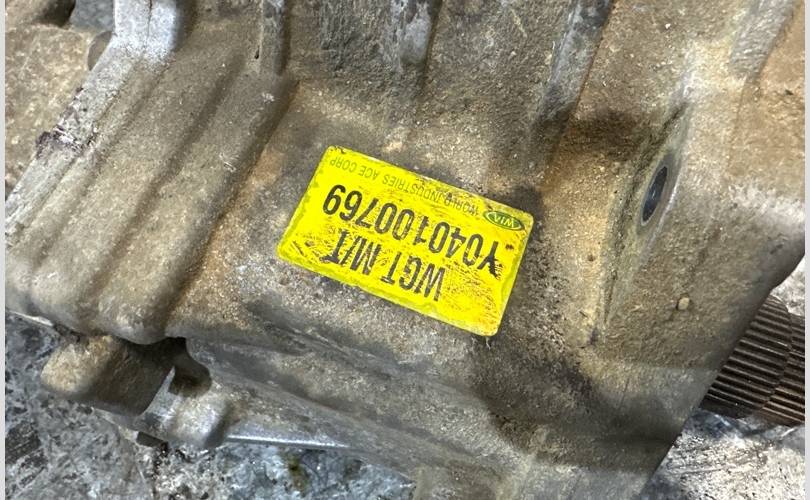 WGT M/T
Y040100769
WIA WORLD INDUSTRIES ACE CORP